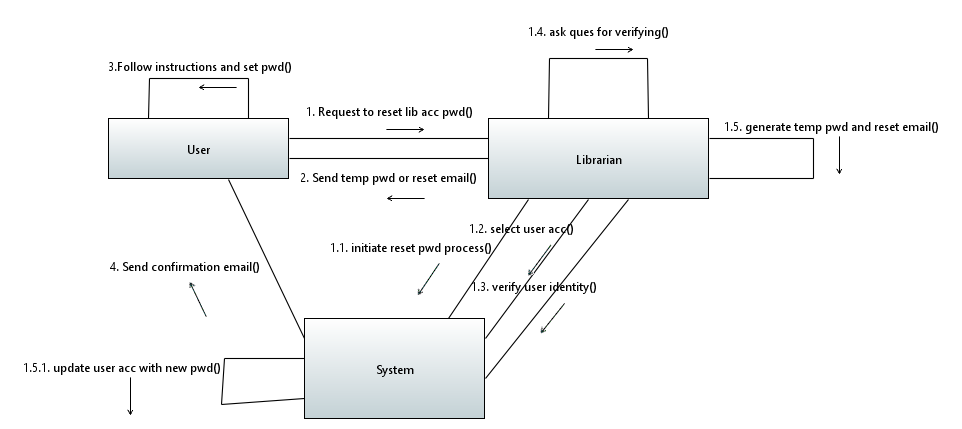 1.4. ask ques for verifying()
3.Follow instructions and set pwd()
1. Request to reset lib acc pwd()
1.5. generate temp pwd and reset email()
User
Librarian
2. Send temp pwd or reset email()
1.2. select user acc()
1.1. initiate reset pwd process()
4. Send confirmation email()
1.3. verify user identity()
1.5.1. update user acc with new pwd()
System